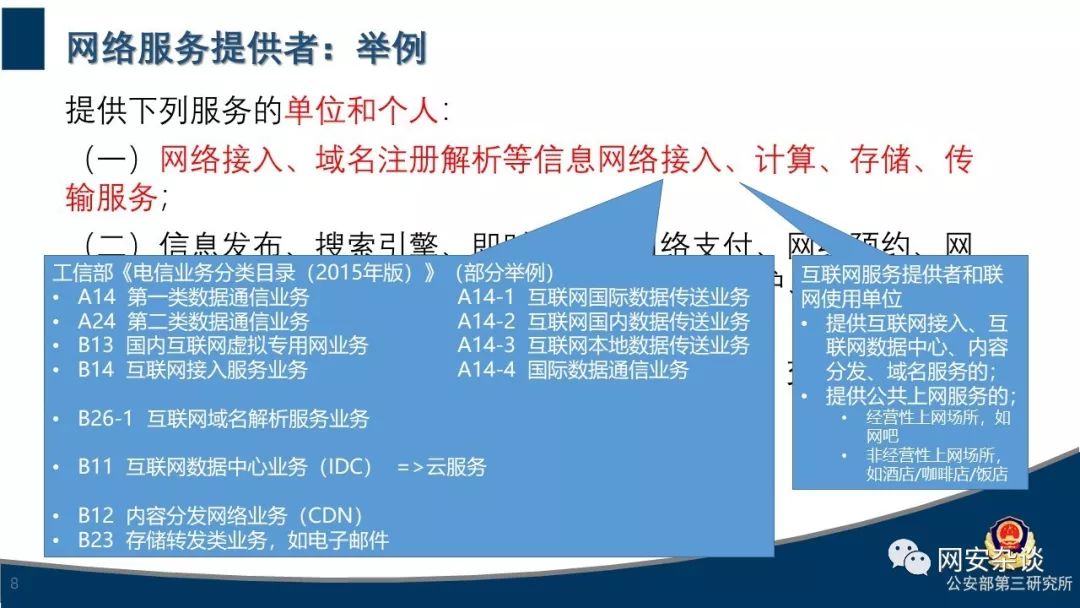 网络服务提供者：举例
提供下列服务的单位和个人：
（一）网络接入、域名注册解析等信息网络接入、计算、存储、传
输服务；
（二）信息发布、搜索引擎、即时 络支付、网络预约、网
工信部《电信业务分类目录（2015年版）》（部分举例）
• A14 第一类数据通信业务 A14-1 互联网国际数据传送业务
• A24 第二类数据通信业务 A14-2 互联网国内数据传送业务
• B13 国内互联网虚拟专用网业务 A14-3 互联网本地数据传送业务
• B14 互联网接入服务业务 A14-4 国际数据通信业务
• B26-1 互联网域名解析服务业务
• B11 互联网数据中心业务（IDC） =>云服务
• B12 内容分发网络业务（CDN）
• B23 存储转发类业务，如电子邮件
互联网服务提供者和联
网使用单位
• 提供互联网接入、互
联网数据中心、内容
分发、域名服务的；
• 提供公共上网服务的；
• 经营性上网场所，如
网吧
• 非经营性上网场所，
如酒店/咖啡店/饭店
8
网安杂谈
公安部第三研究所